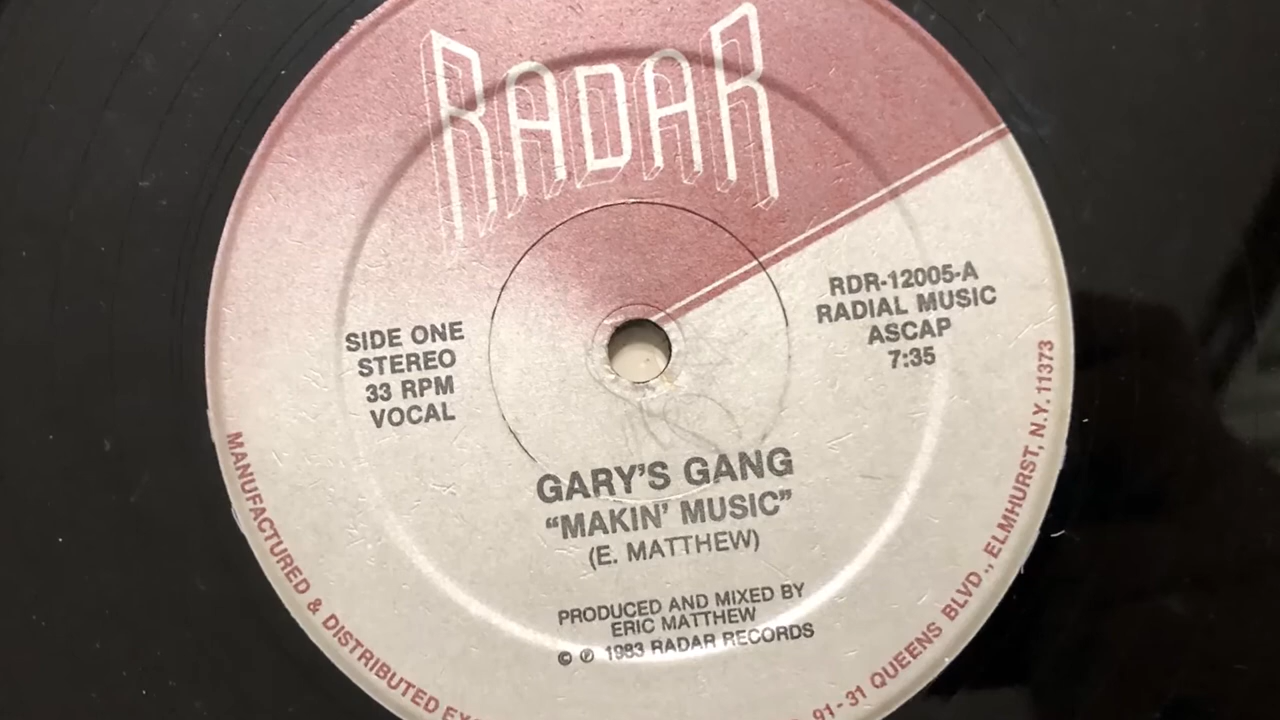 RADAR
SIDE ONE
STEREO
33 RPM
VOCAL
RDR-12005-A
RADIAL MUSIC
ASCAP
7:35
GARY'S GANG
“MAKIN' MUSIC”
(E. MATTHEW)
PRODUCED AND MIXED BY
ERIC MATTHEW
© ℗ 1983 RADAR RECORDS
MANUFACTURED & DISTRIBUTED
91-31 QUEENS BLVD., ELMHURST, N.Y. 11373